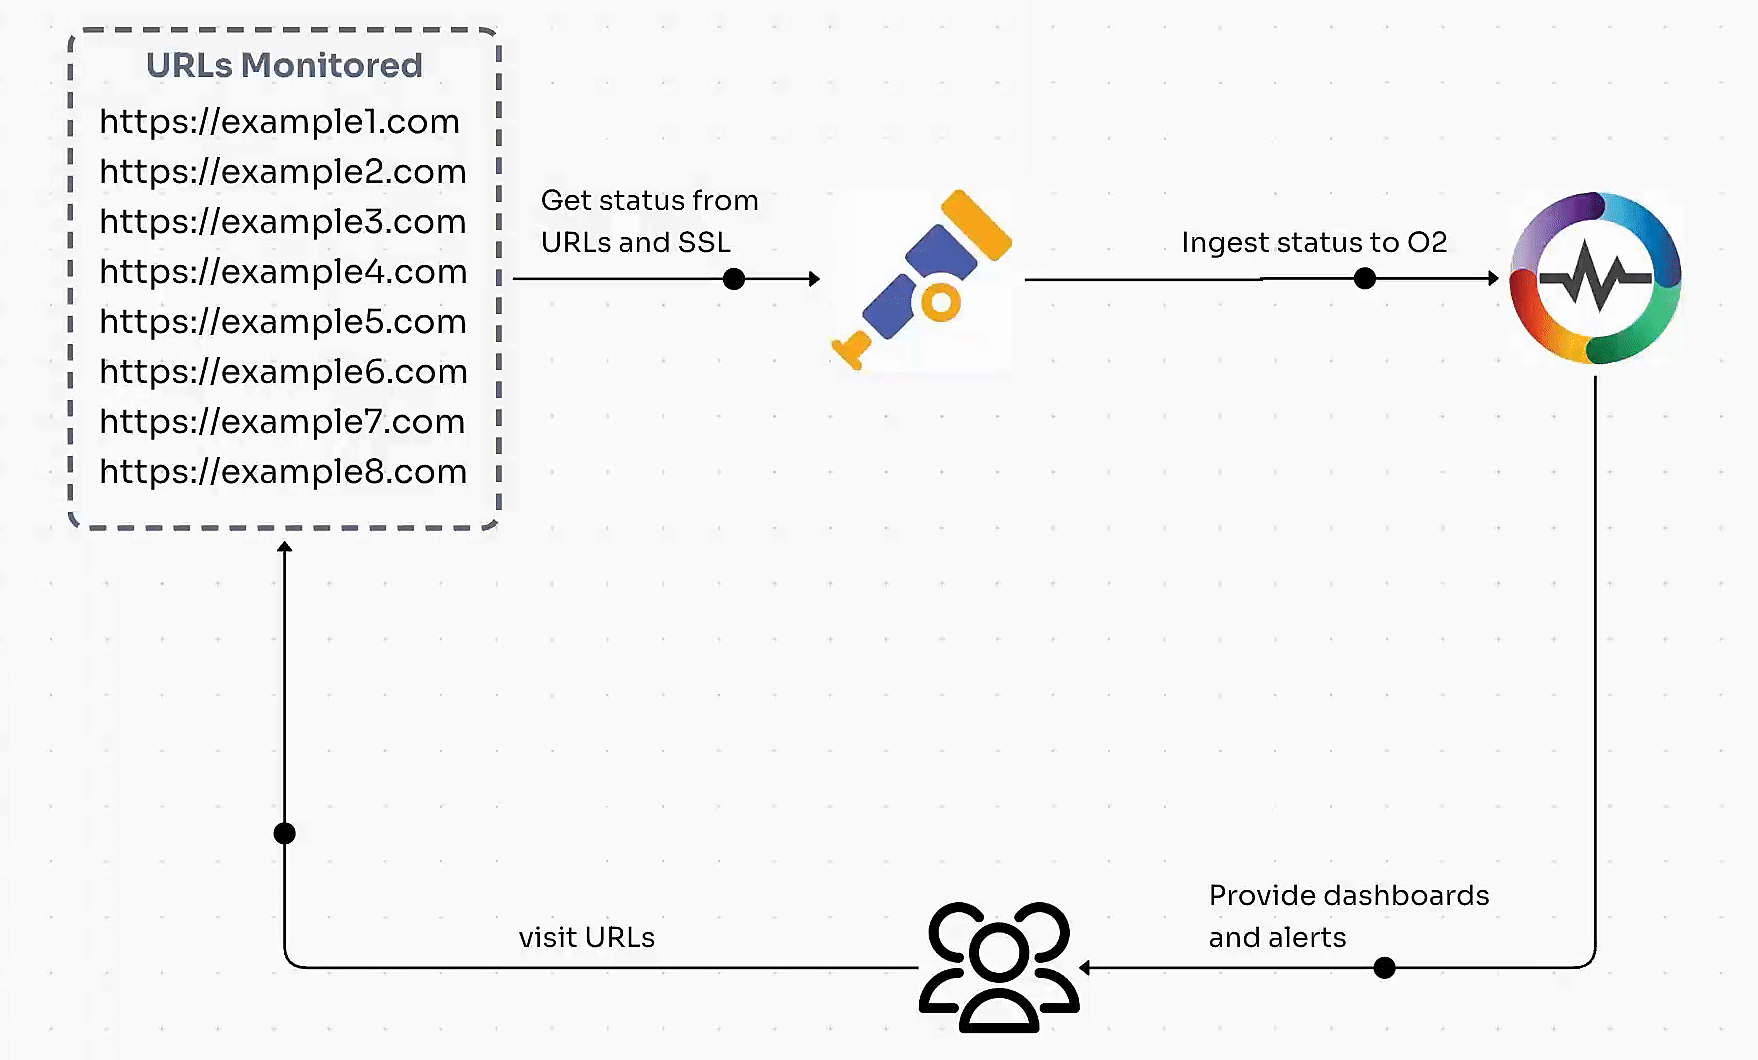 URLs Monitored
https://example1.com
https://example2.com
https://example3.com
https://example4.com
https://example5.com
https://example6.com
https://example7.com
https://example8.com
Get status from
URLs and SSL
Ingest status to O2
Provide dashboards
and alerts
visit URLs